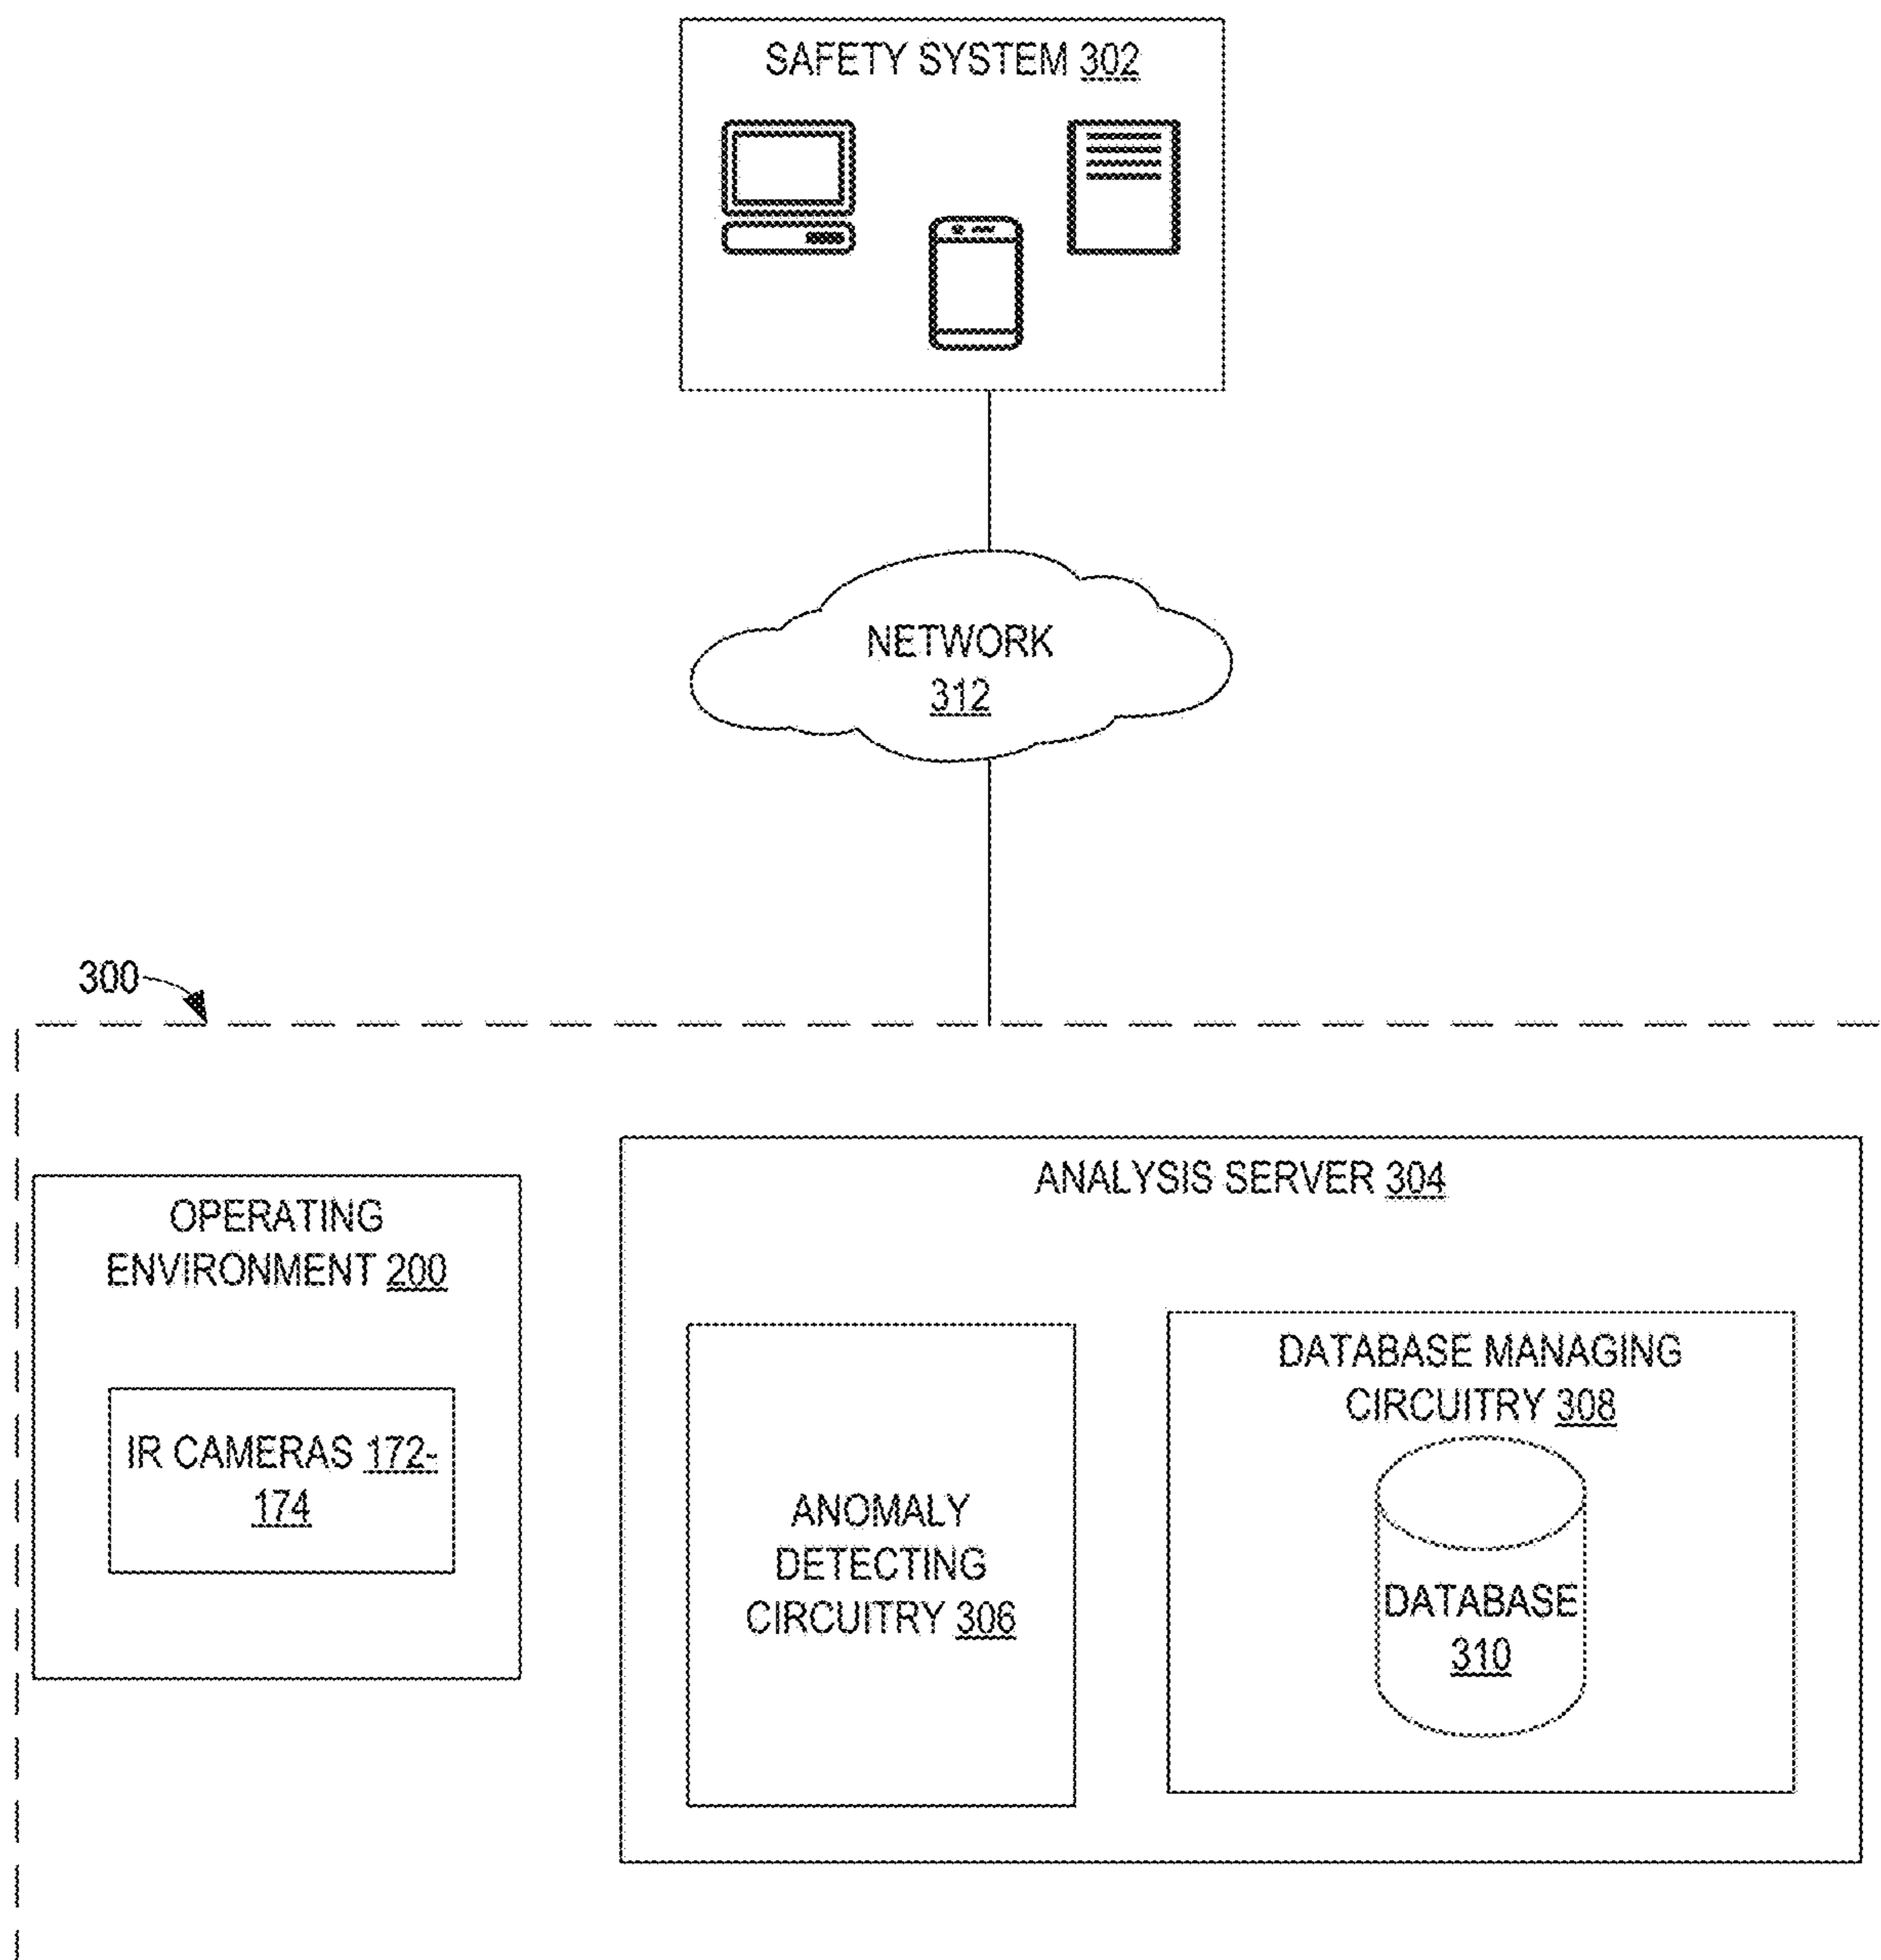 SAFETY SYSTEM 302
NETWORK
312
300
OPERATING
ENVIRONMENT 200
IR CAMERAS 172-
174
ANALYSIS SERVER 304
ANOMALY
DETECTING
CIRCUITRY 306
DATABASE MANAGING
CIRCUITRY 308
DATABASE
310